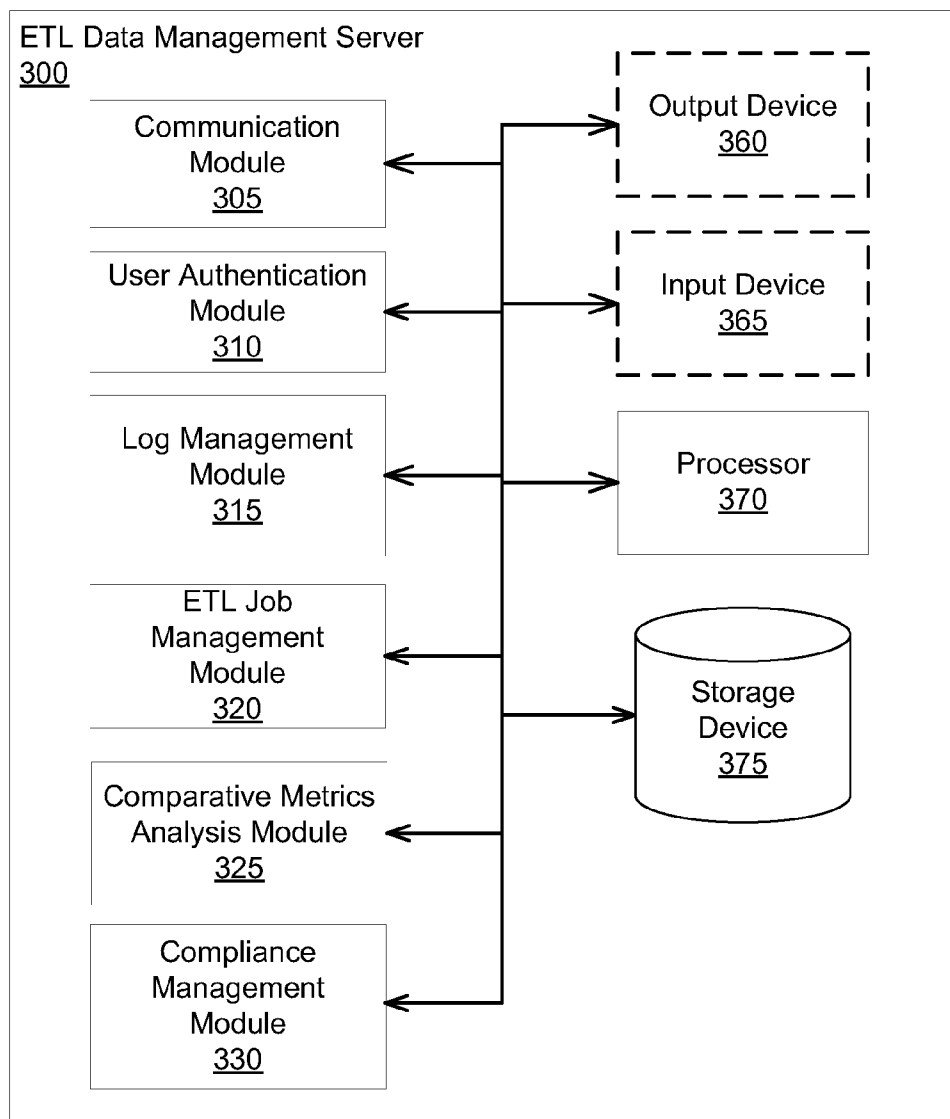 ETL Data Management Server
300
Communication
Module
305
User Authentication
Module
310
Log Management
Module
315
ETL Job
Management
Module
320
Comparative Metrics
Analysis Module
325
Compliance
Management
Module
330
Output Device
360
Input Device
365
Processor
370
Storage
Device
375